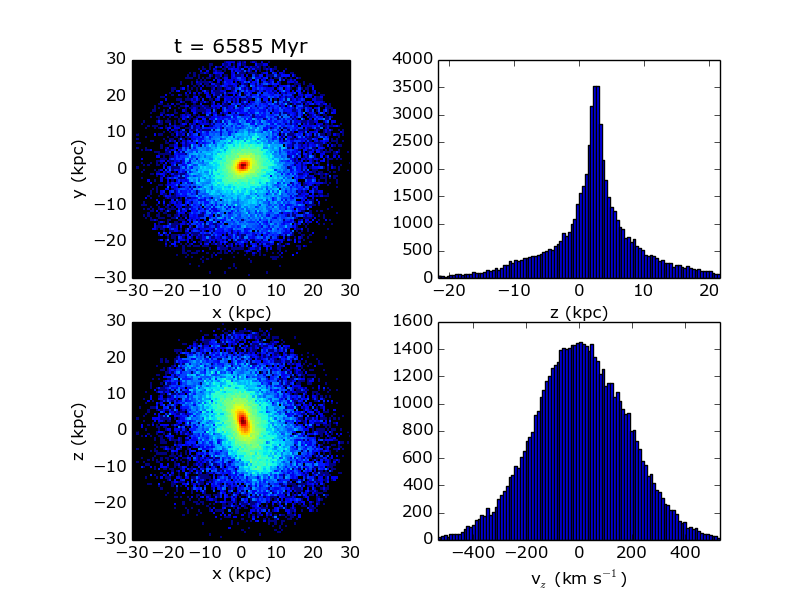 t = 6585 Myr
30
20
10
0
−10
−20
−30
y (kpc)
−30 −20 −10 0 10 20 30
x (kpc)
4000
3500
3000
2500
2000
1500
1000
500
0
−20 −10 0 10 20
z (kpc)
30
20
10
0
−10
−20
−30
z (kpc)
−30 −20 −10 0 10 20 30
x (kpc)
1600
1400
1200
1000
800
600
400
200
0
−400 −200 0 200 400
v_z (km s⁻¹)